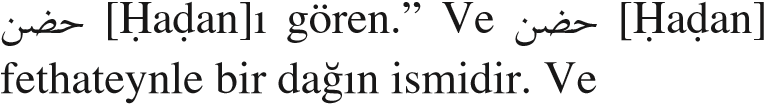 حضن [Ḥaḍan]ı gören.” Ve حضن [Ḥaḍan]
fethateynle bir dağın ismidir. Ve